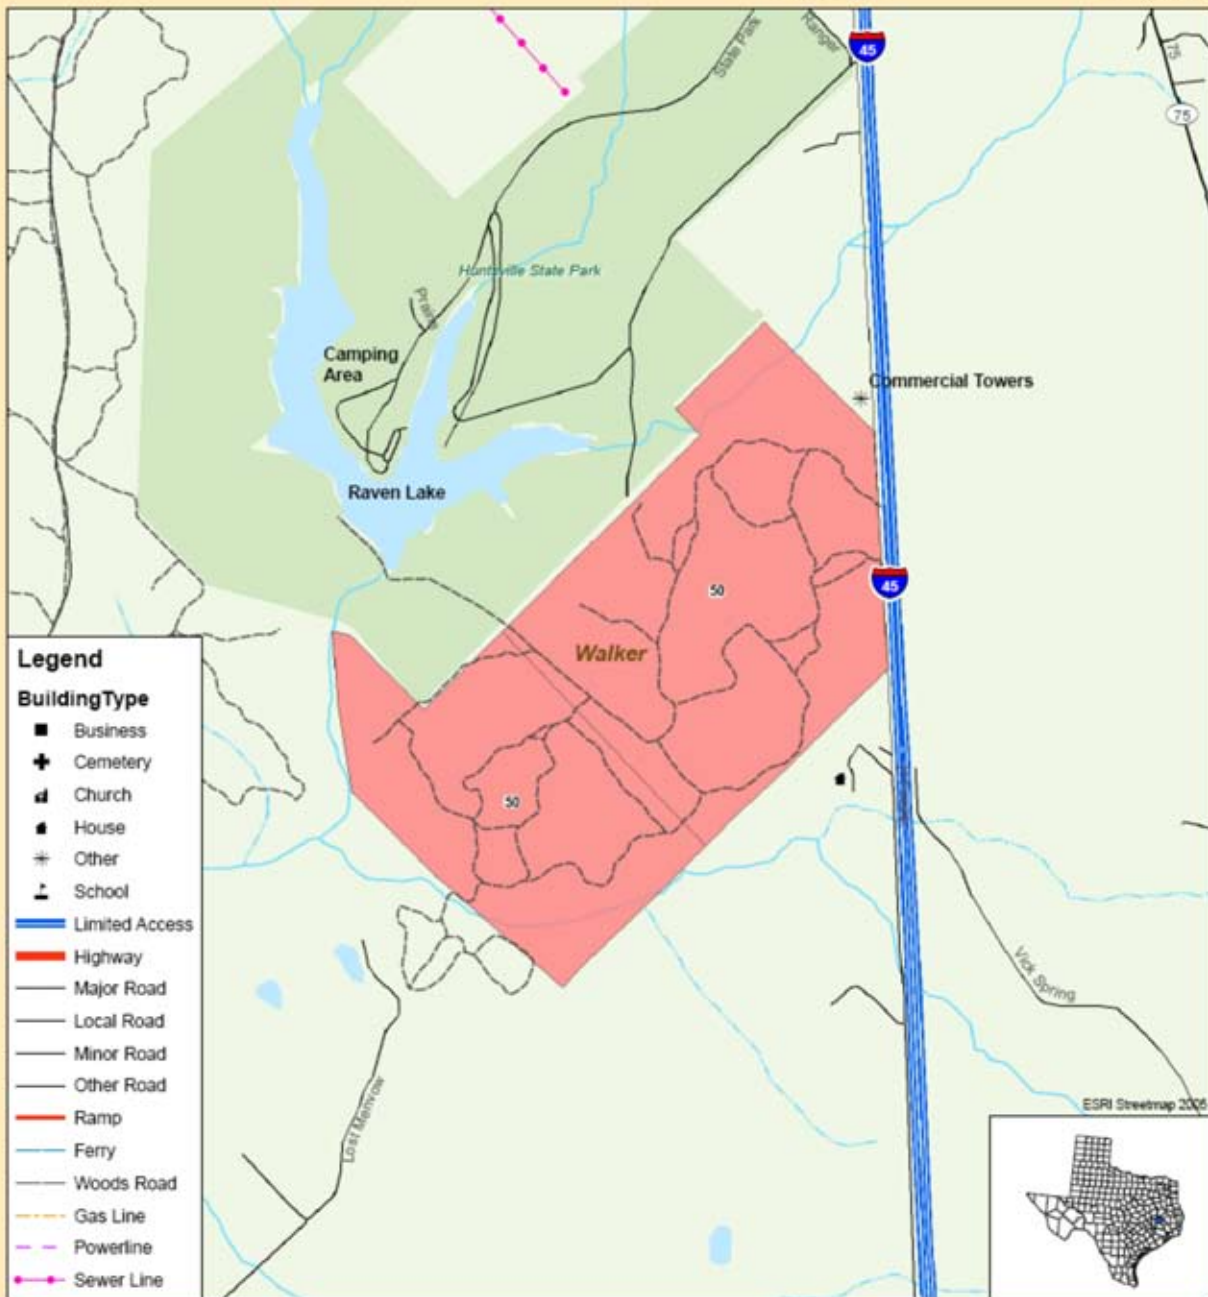 State Park
Ranger
45
75
75
Huntsville State Park
Prairie
Camping
Area
Commercial Towers
Raven Lake
50
45
Walker
50
Vick Spring
Lost Menvow
ESRI Streetmap 2006
Legend
BuildingType
Business
Cemetery
Church
House
Other
School
Limited Access
Highway
Major Road
Local Road
Minor Road
Other Road
Ramp
Ferry
Woods Road
Gas Line
Powerline
Sewer Line